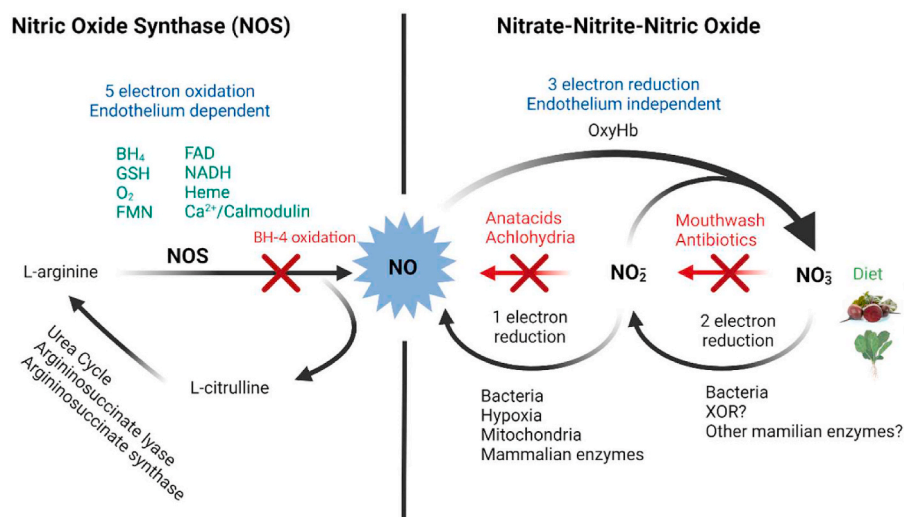 Nitric Oxide Synthase (NOS)
5 electron oxidation
Endothelium dependent
BH₄ FAD
GSH NADH
O₂ Heme
FMN Ca²⁺/Calmodulin
BH-4 oxidation
NOS
L-arginine
L-citrulline
Urea Cycle
Argininosuccinate lyase
Argininosuccinate synthase
NO
Nitrate-Nitrite-Nitric Oxide
3 electron reduction
Endothelium independent
OxyHb
Anatacids
Achlohydria
Mouthwash
Antibiotics
NO₂⁻
NO₃⁻
Diet
1 electron
reduction
2 electron
reduction
Bacteria
Hypoxia
Mitochondria
Mammalian enzymes
Bacteria
XOR?
Other mamilian enzymes?